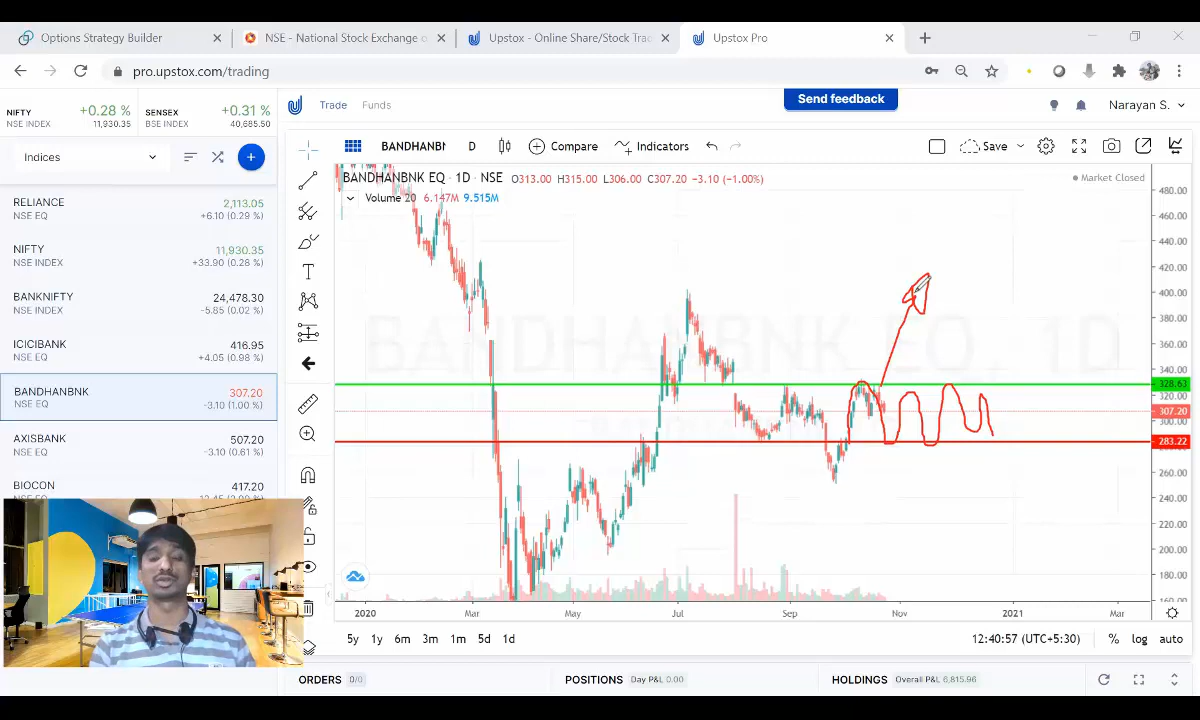 Options Strategy Builder
NSE - National Stock Exchange o
Upstox - Online Share/Stock Trac
Upstox Pro
pro.upstox.com/trading
NIFTY +0.28 %
NSE INDEX 11,930.35
SENSEX +0.31 %
BSE INDEX 40,685.50
Trade Funds
Send feedback
Narayan S.
Indices
BANDHANBN D Compare Indicators Save
RELIANCE 2,113.05
NSE EQ +6.10 (0.29 %)
NIFTY 11,930.35
NSE INDEX +33.90 (0.28 %)
BANKNIFTY 24,478.30
NSE INDEX -5.85 (0.02 %)
ICICIBANK 416.95
NSE EQ +4.05 (0.98 %)
BANDHANBNK 307.20
NSE EQ -3.10 (1.00 %)
AXISBANK 507.20
NSE EQ -3.10 (0.61 %)
BIOCON 417.20
BANDHANBNK EQ · 1D · NSE O313.00 H315.00 L306.00 C307.20 −3.10 (−1.00%)
Market Closed
Volume 20 6.147M 9.515M
BANDHANBNK EQ 1D
480.00
460.00
440.00
420.00
400.00
380.00
360.00
340.00
328.63
320.00
307.20
300.00
283.22
260.00
240.00
220.00
200.00
180.00
160.00
2020 Mar May Jul Sep Nov 2021 Mar
5y 1y 6m 3m 1m 5d 1d
12:40:57 (UTC+5:30) % log auto
ORDERS 0/0
POSITIONS Day P&L 0.00
HOLDINGS Overall P&L 6,815.96